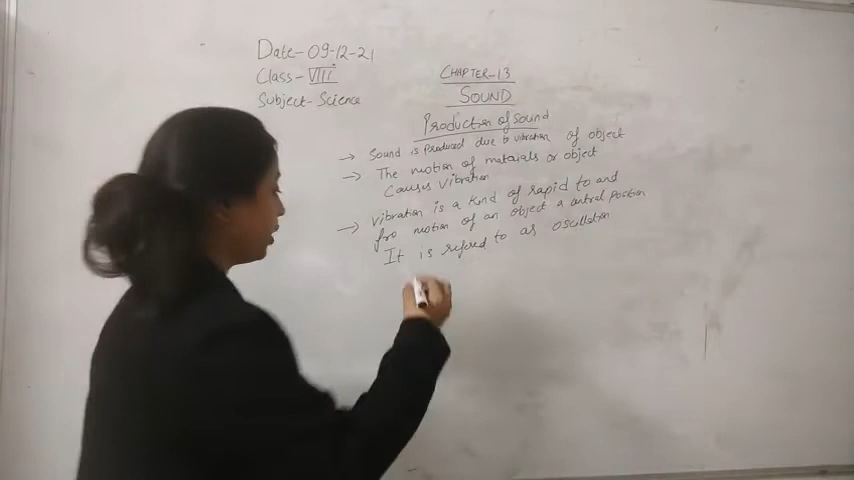 Date-09-12-21
Class-VIII
Subject-Science
CHAPTER-13
SOUND
Production of Sound
→ Sound is Produced due to vibration of object
→ The motion of materials or object
Causes Vibration
→ Vibration is a kind of rapid to and
fro motion of an object a cntral position
It is refered to as oscillation